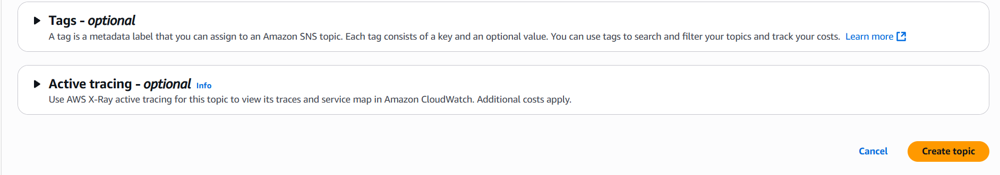 Tags - optional
A tag is a metadata label that you can assign to an Amazon SNS topic. Each tag consists of a key and an optional value. You can use tags to search and filter your topics and track your costs. Learn more
Active tracing - optional Info
Use AWS X-Ray active tracing for this topic to view its traces and service map in Amazon CloudWatch. Additional costs apply.
Cancel Create topic